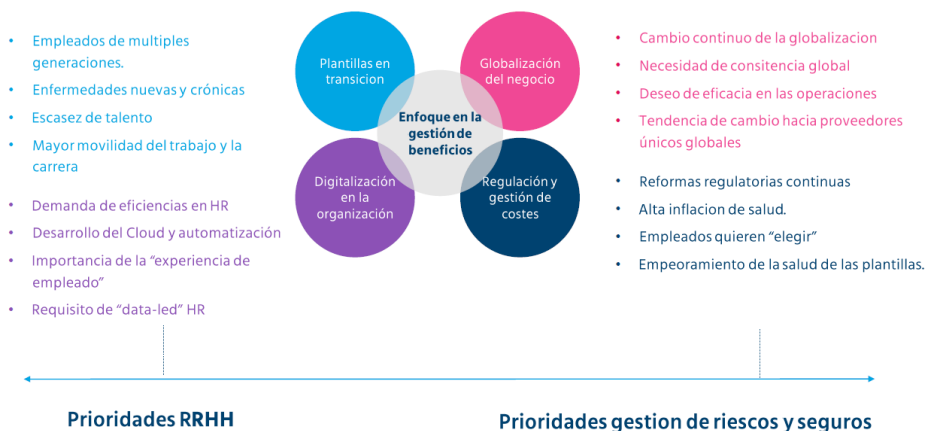 • Empleados de multiples
generaciones.
• Enfermedades nuevas y crónicas
• Escasez de talento
• Mayor movilidad del trabajo y la
carrera
• Demanda de eficiencias en HR
• Desarrollo del Cloud y automatización
• Importancia de la “experiencia de
empleado”
• Requisito de “data-led” HR
Plantillas en
transicion
Globalización
del negocio
Enfoque en la
gestión de
beneficios
Digitalización
en la
organización
Regulación y
gestión de
costes
• Cambio continuo de la globalizacion
• Necesidad de consitencia global
• Deseo de eficacia en las operaciones
• Tendencia de cambio hacia proveedores
únicos globales
• Reformas regulatorias continuas
• Alta inflacion de salud.
• Empleados quieren “elegir”
• Empeoramiento de la salud de las plantillas.
Prioridades RRHH
Prioridades gestion de riescos y seguros